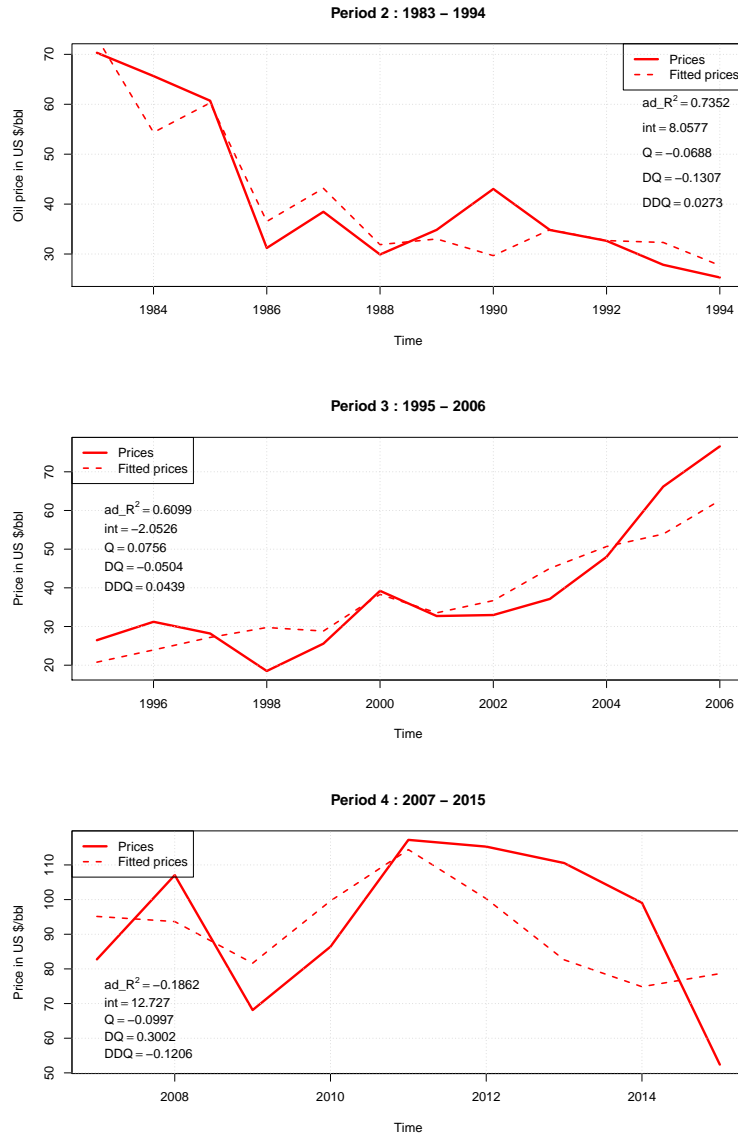 Period 2 : 1983 − 1994
Oil price in US $/bbl
70
60
50
40
30
Prices
Fitted prices
ad_R² = 0.7352
int = 8.0577
Q = −0.0688
DQ = −0.1307
DDQ = 0.0273
1984 1986 1988 1990 1992 1994
Time
Period 3 : 1995 − 2006
Price in US $/bbl
70
60
50
40
30
20
Prices
Fitted prices
ad_R² = 0.6099
int = −2.0526
Q = 0.0756
DQ = −0.0504
DDQ = 0.0439
1996 1998 2000 2002 2004 2006
Time
Period 4 : 2007 − 2015
Price in US $/bbl
110
100
90
80
70
60
50
Prices
Fitted prices
ad_R² = −0.1862
int = 12.727
Q = −0.0997
DQ = 0.3002
DDQ = −0.1206
2008 2010 2012 2014
Time